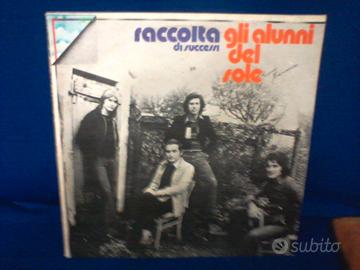 raccolta gli alunni
di successi del
sole
subito